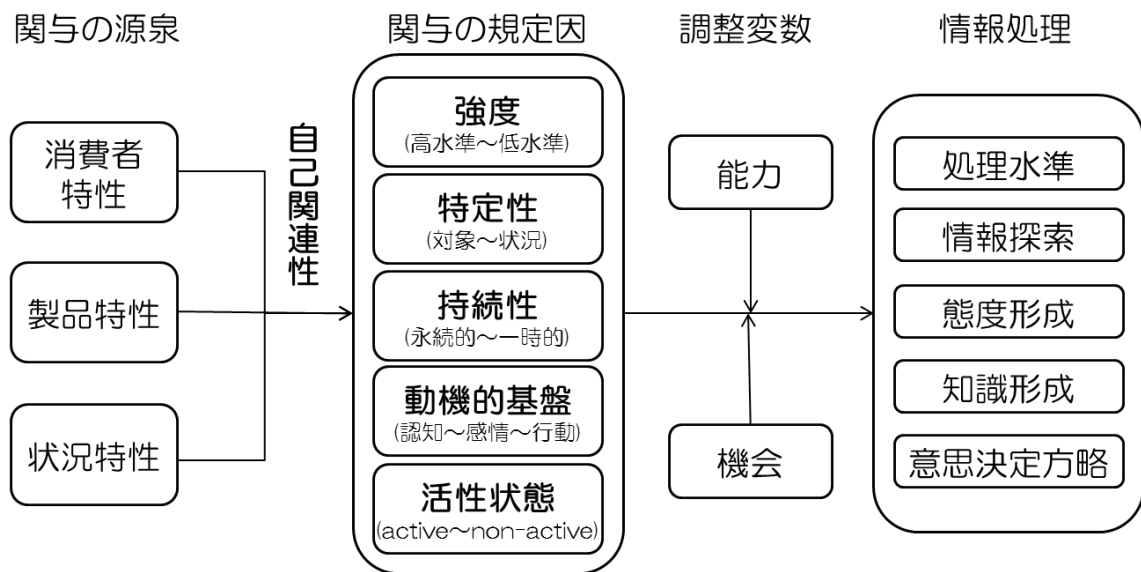 関与の源泉
関与の規定因
調整変数
情報処理
消費者
特性
製品特性
状況特性
自己関連性
強度
(高水準〜低水準)
特定性
(対象〜状況)
持続性
(永続的〜一時的)
動機的基盤
(認知〜感情〜行動)
活性状態
(active〜non-active)
能力
機会
処理水準
情報探索
態度形成
知識形成
意思決定方略